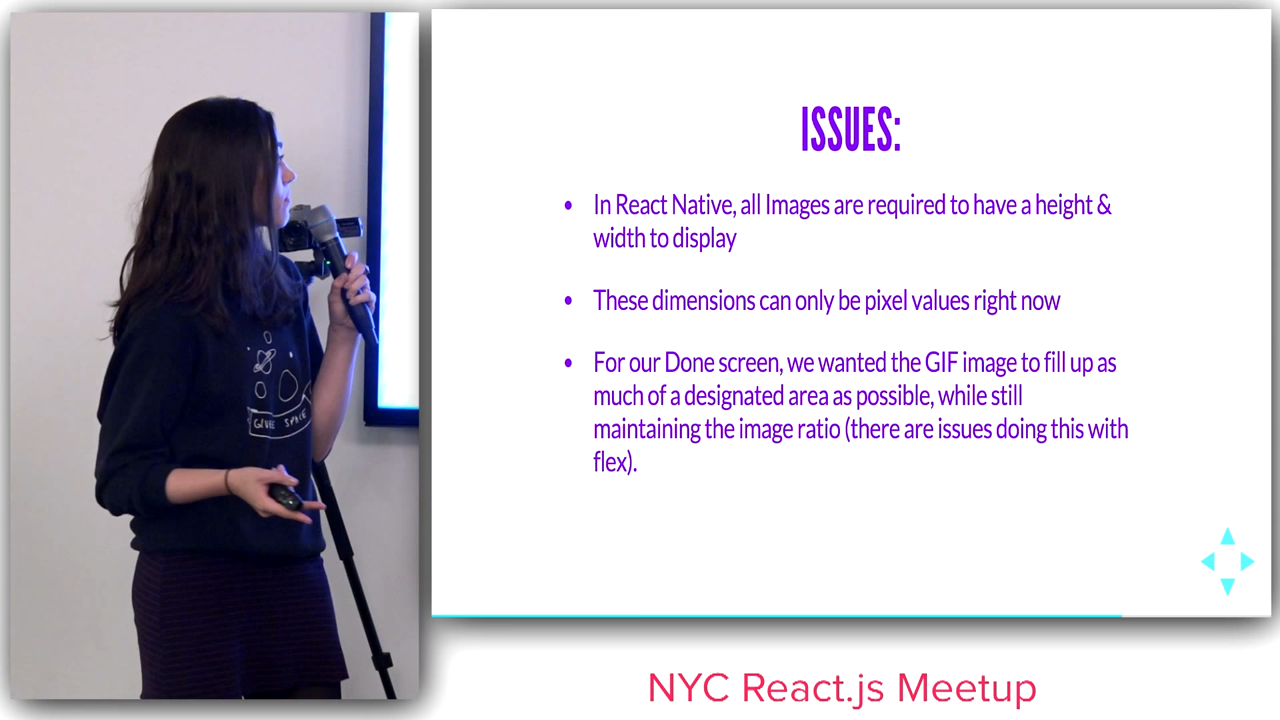 ISSUES:
• In React Native, all Images are required to have a height &
width to display
• These dimensions can only be pixel values right now
• For our Done screen, we wanted the GIF image to fill up as
much of a designated area as possible, while still
maintaining the image ratio (there are issues doing this with
flex).
SPACE
NYC React.js Meetup